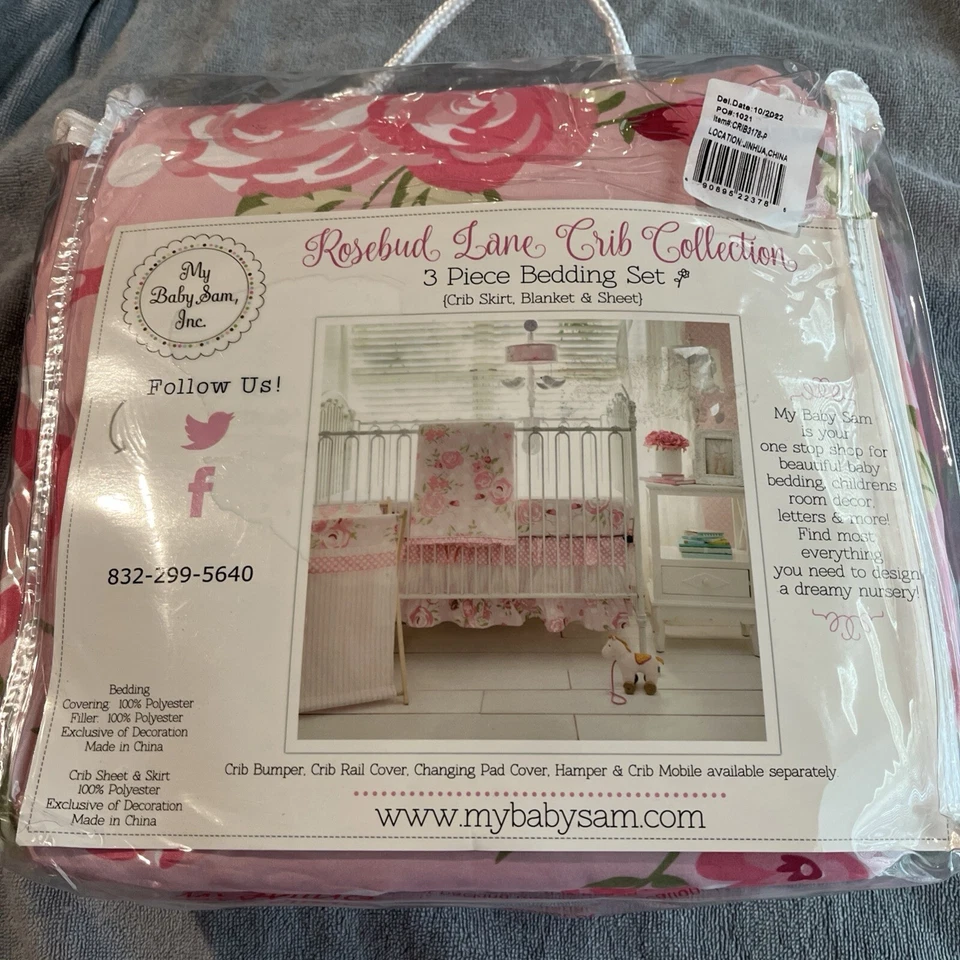 Del.Date:10/2022
PO#:1021
Item#:CRIB3178-P
LOCATION:JINHUA,CHINA
90895 22378
Rosebud Lane Crib Collection
3 Piece Bedding Set
{Crib Skirt, Blanket & Sheet}
My
Baby Sam,
Inc.
Follow Us!
f
832-299-5640
My Baby Sam
is your
one stop shop for
beautiful baby
bedding, childrens
room decor,
letters & more!
Find most
everything
you need to design
a dreamy nursery!
Bedding
Covering: 100% Polyester
Filler: 100% Polyester
Exclusive of Decoration
Made in China
Crib Sheet & Skirt
100% Polyester
Exclusive of Decoration
Made in China
Crib Bumper, Crib Rail Cover, Changing Pad Cover, Hamper & Crib Mobile available separately.
www.mybabysam.com